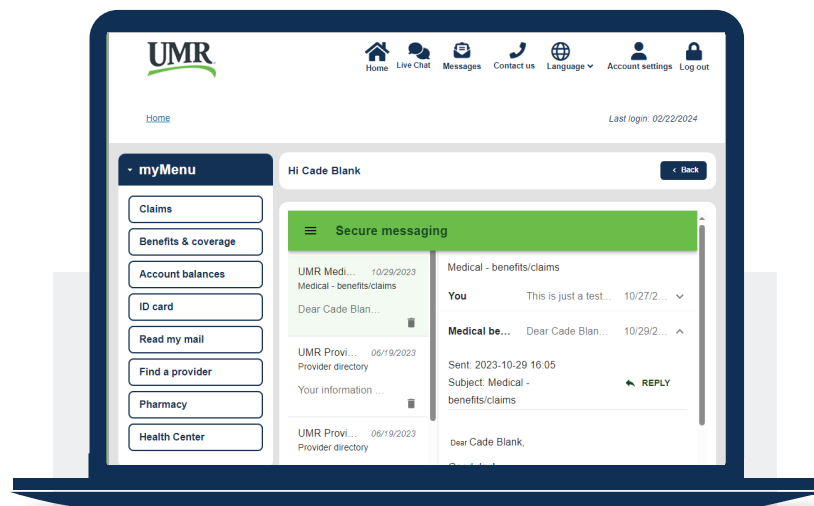 UMR
Home
Live Chat
Messages
Contact us
Language
Account settings
Log out
Home
Last login: 02/22/2024
myMenu
Claims
Benefits & coverage
Account balances
ID card
Read my mail
Find a provider
Pharmacy
Health Center
Hi Cade Blank
Back
Secure messaging
UMR Medi... 10/29/2023
Medical - benefits/claims
Dear Cade Blan...
UMR Provi... 06/19/2023
Provider directory
Your information ...
UMR Provi... 06/19/2023
Provider directory
Medical - benefits/claims
You This is just a test... 10/27/2...
Medical be... Dear Cade Blan... 10/29/2...
Sent: 2023-10-29 16:05
Subject: Medical -
benefits/claims
REPLY
Dear Cade Blank,